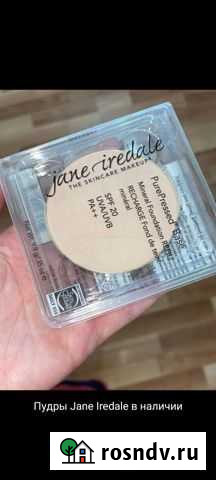 jane iredale
THE SKINCARE MAKEUP
PurePressed Base
Mineral Foundation Refill
RECHARGE Fond de teint
minéral
SPF 20
UVA/UVB
PA++
Пудры Jane Iredale в наличии
rosndv.ru